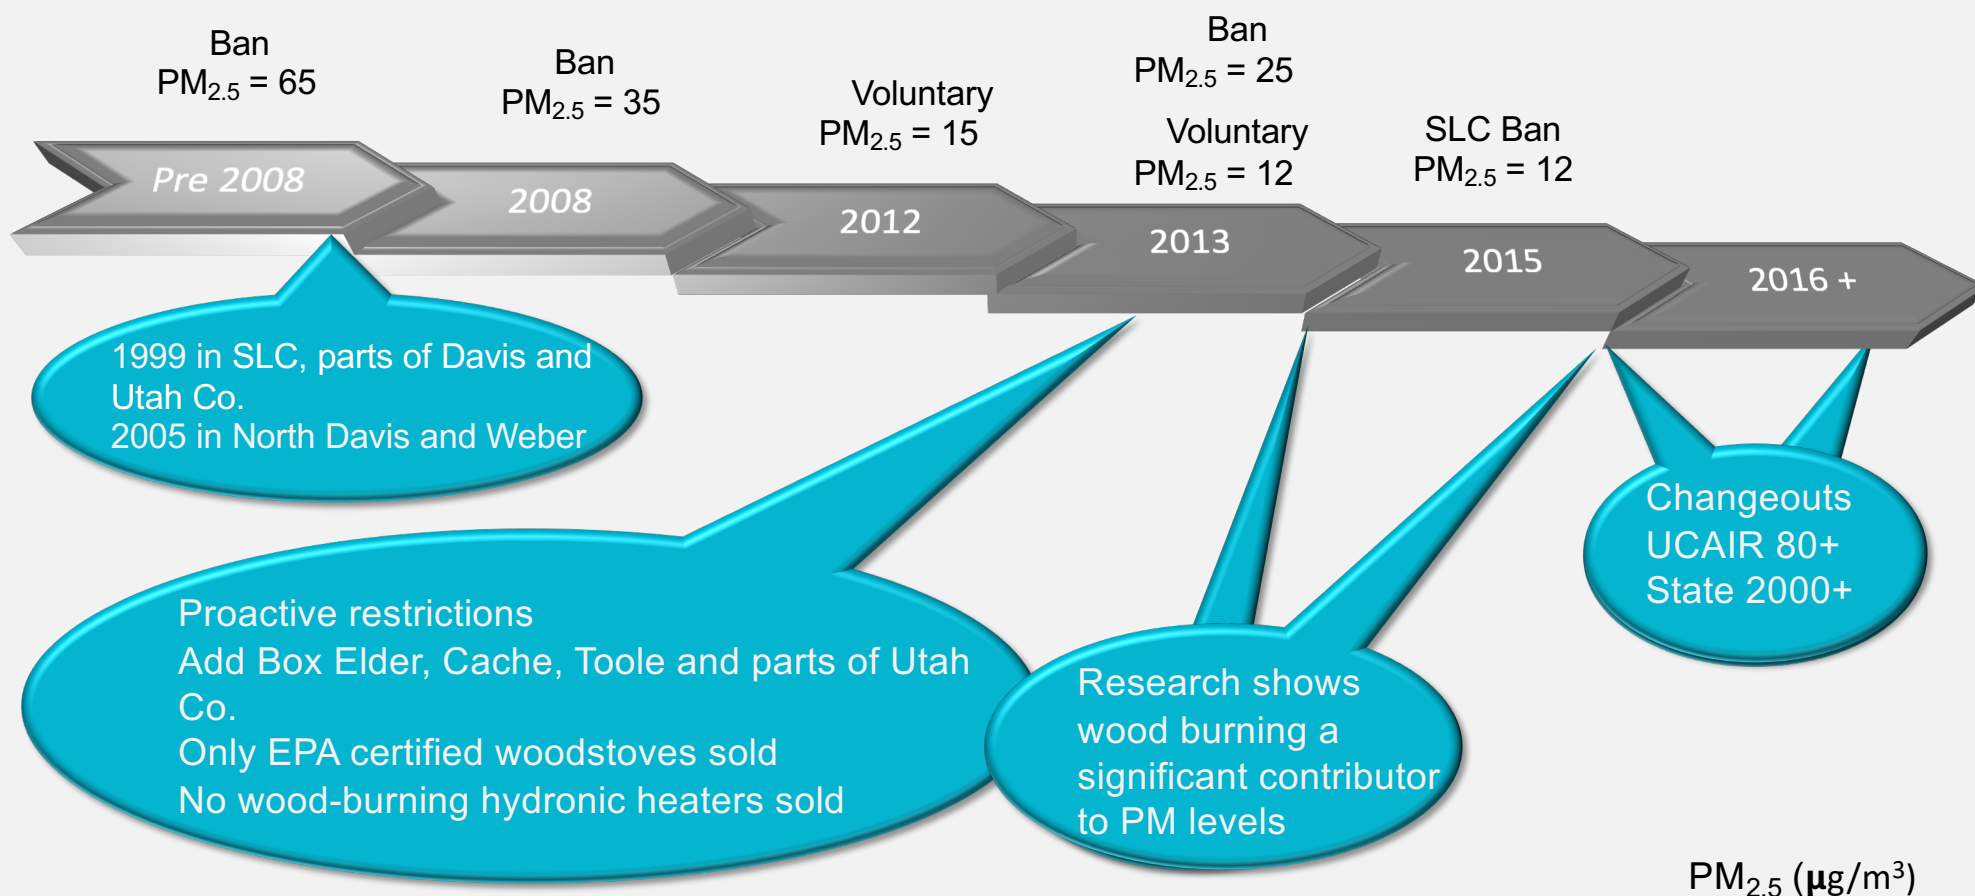 Ban
PM2.5 = 65
Ban
PM2.5 = 35
Voluntary
PM2.5 = 15
Ban
PM2.5 = 25
Voluntary
PM2.5 = 12
SLC Ban
PM2.5 = 12
Pre 2008
2008
2012
2013
2015
2016 +
1999 in SLC, parts of Davis and
Utah Co.
2005 in North Davis and Weber
Proactive restrictions
Add Box Elder, Cache, Toole and parts of Utah
Co.
Only EPA certified woodstoves sold
No wood-burning hydronic heaters sold
Research shows
wood burning a
significant contributor
to PM levels
Changeouts
UCAIR 80+
State 2000+
PM2.5 (µg/m³)